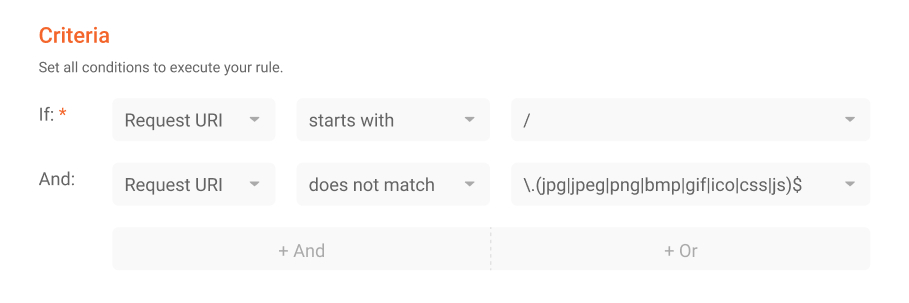 Criteria
Set all conditions to execute your rule.
If: * Request URI starts with /
And: Request URI does not match \.(jpg|jpeg|png|bmp|gif|ico|css|js)$
+ And + Or